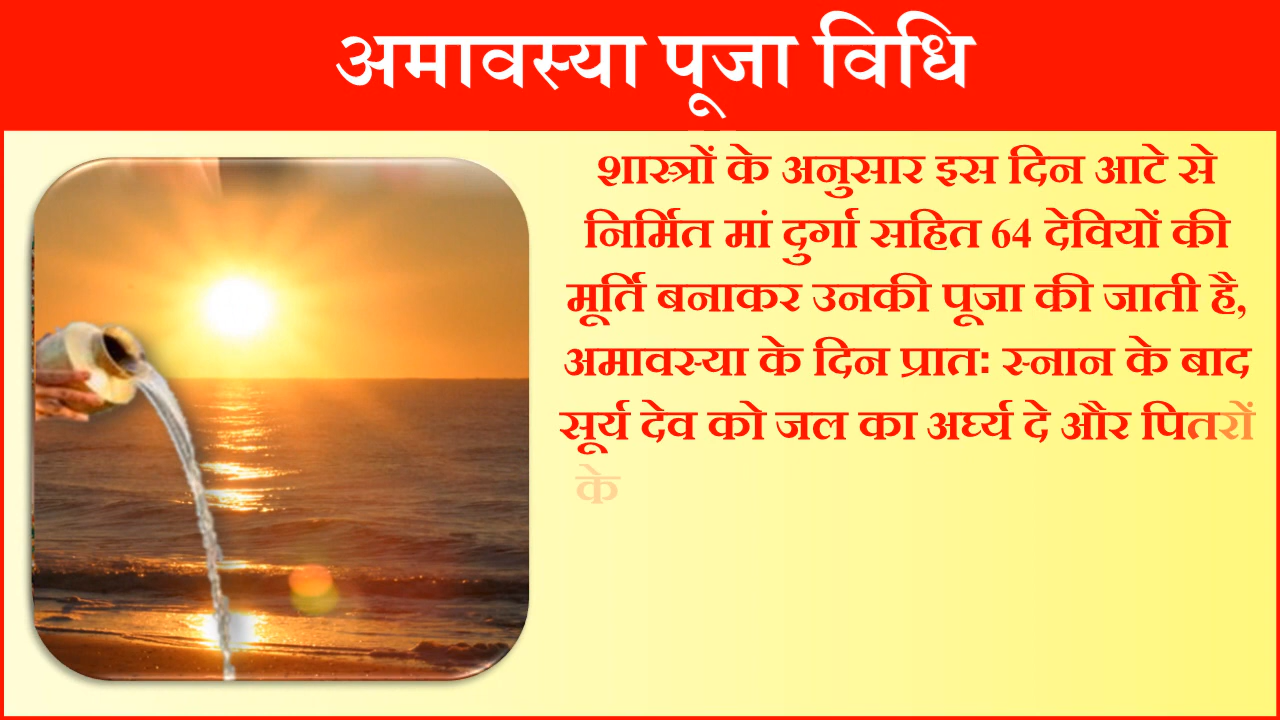 अमावस्या पूजा विधि
शास्त्रों के अनुसार इस दिन आटे से
निर्मित मां दुर्गा सहित 64 देवियों की
मूर्ति बनाकर उनकी पूजा की जाती है,
अमावस्या के दिन प्रातः स्नान के बाद
सूर्य देव को जल का अर्घ्य दे और पितरों
के